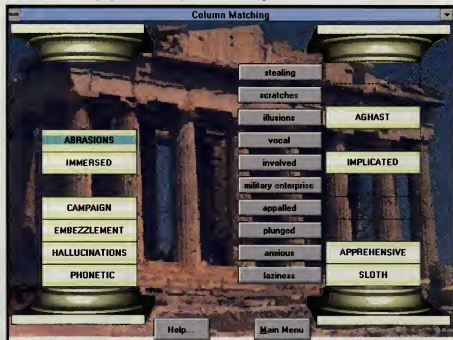 Column Matching
ABRASIONS
IMMERSED
CAMPAIGN
EMBEZZLEMENT
HALLUCINATIONS
PHONETIC
stealing
scratches
illusions
vocal
involved
military enterprise
appalled
plunged
anxious
laziness
AGHAST
IMPLICATED
APPREHENSIVE
SLOTH
Help...
Main Menu